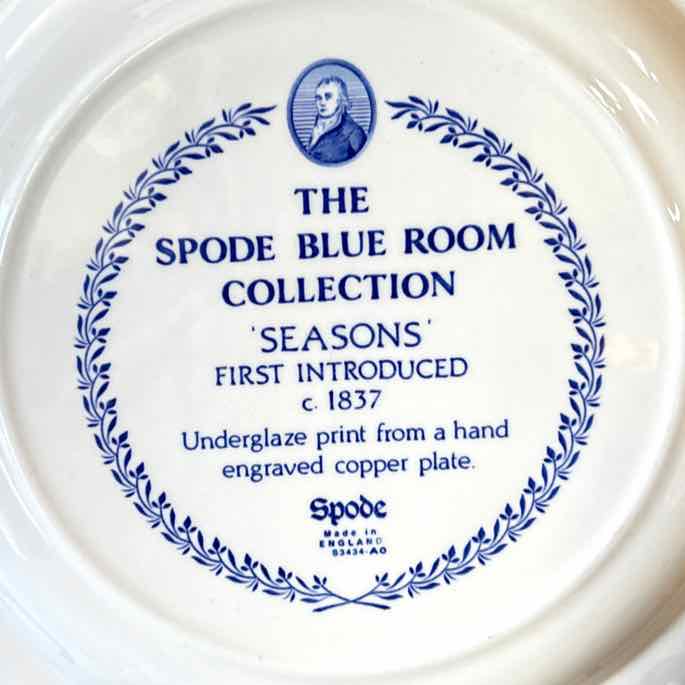 THE
SPODE BLUE ROOM
COLLECTION
'SEASONS'
FIRST INTRODUCED
c. 1837
Underglaze print from a hand
engraved copper plate.
Spode
Made in
ENGLAND
S3434-A0